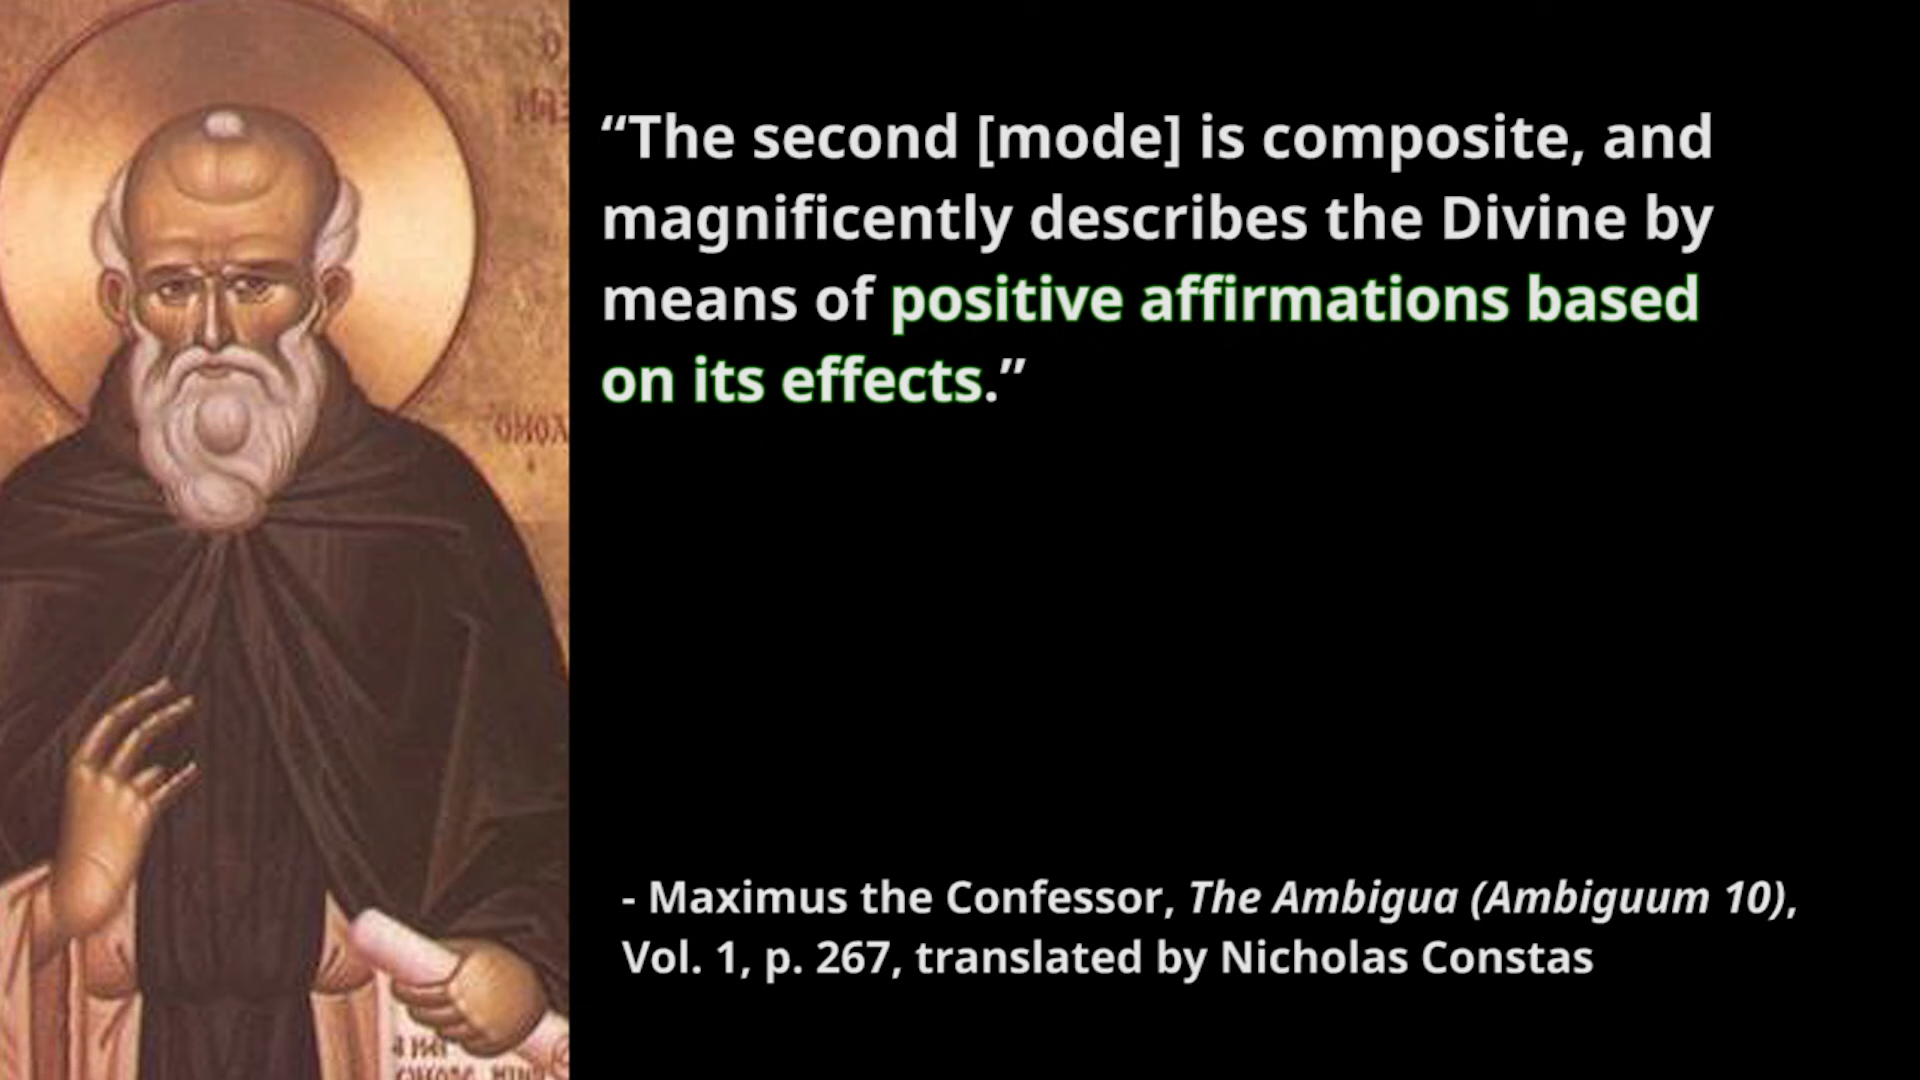 “The second [mode] is composite, and
magnificently describes the Divine by
means of positive affirmations based
on its effects.”
- Maximus the Confessor, The Ambigua (Ambiguum 10),
Vol. 1, p. 267, translated by Nicholas Constas